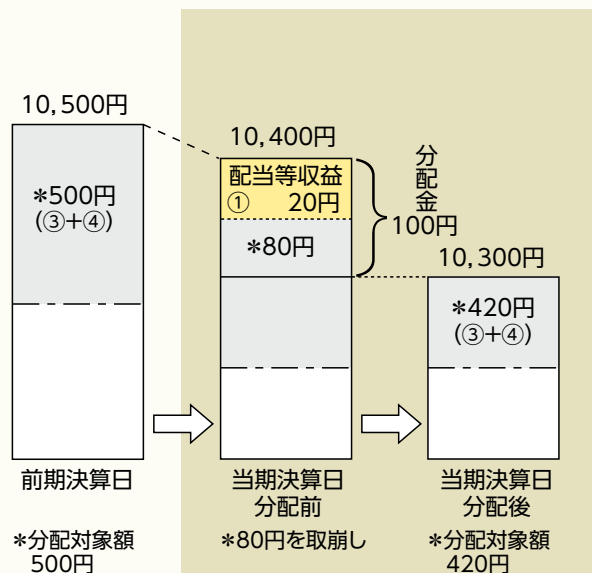 10,500円
*500円
(③+④)
前期決算日
*分配対象額
500円
10,400円
配当等収益
① 20円
*80円
分配金
100円
当期決算日
分配前
*80円を取崩し
10,300円
*420円
(③+④)
当期決算日
分配後
*分配対象額
420円